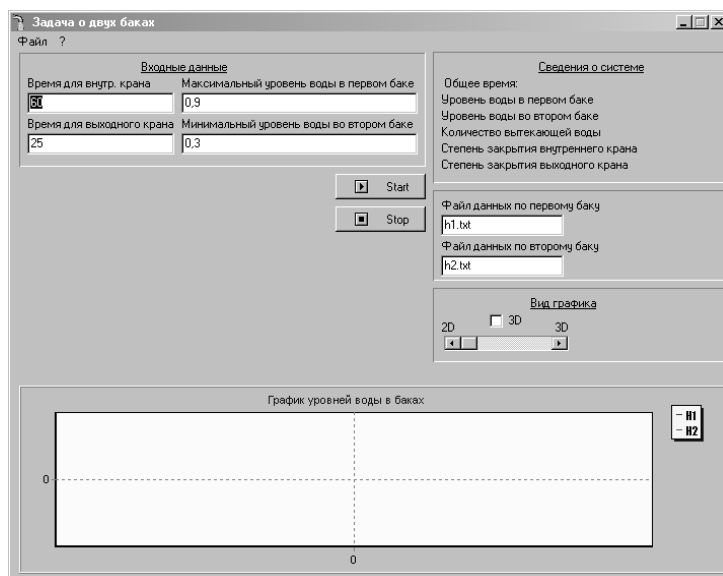 Задача о двух баках
Файл ?
Входные данные
Время для внутр. крана Максимальный уровень воды в первом баке
60 0,9
Время для выходного крана Минимальный уровень воды во втором баке
25 0,3
Start
Stop
Сведения о системе
Общее время:
Уровень воды в первом баке
Уровень воды во втором баке
Количество вытекающей воды
Степень закрытия внутреннего крана
Степень закрытия выходного крана
Файл данных по первому баку
h1.txt
Файл данных по второму баку
h2.txt
Вид графика
2D 3D 3D
График уровней воды в баках
H1
H2
0
0